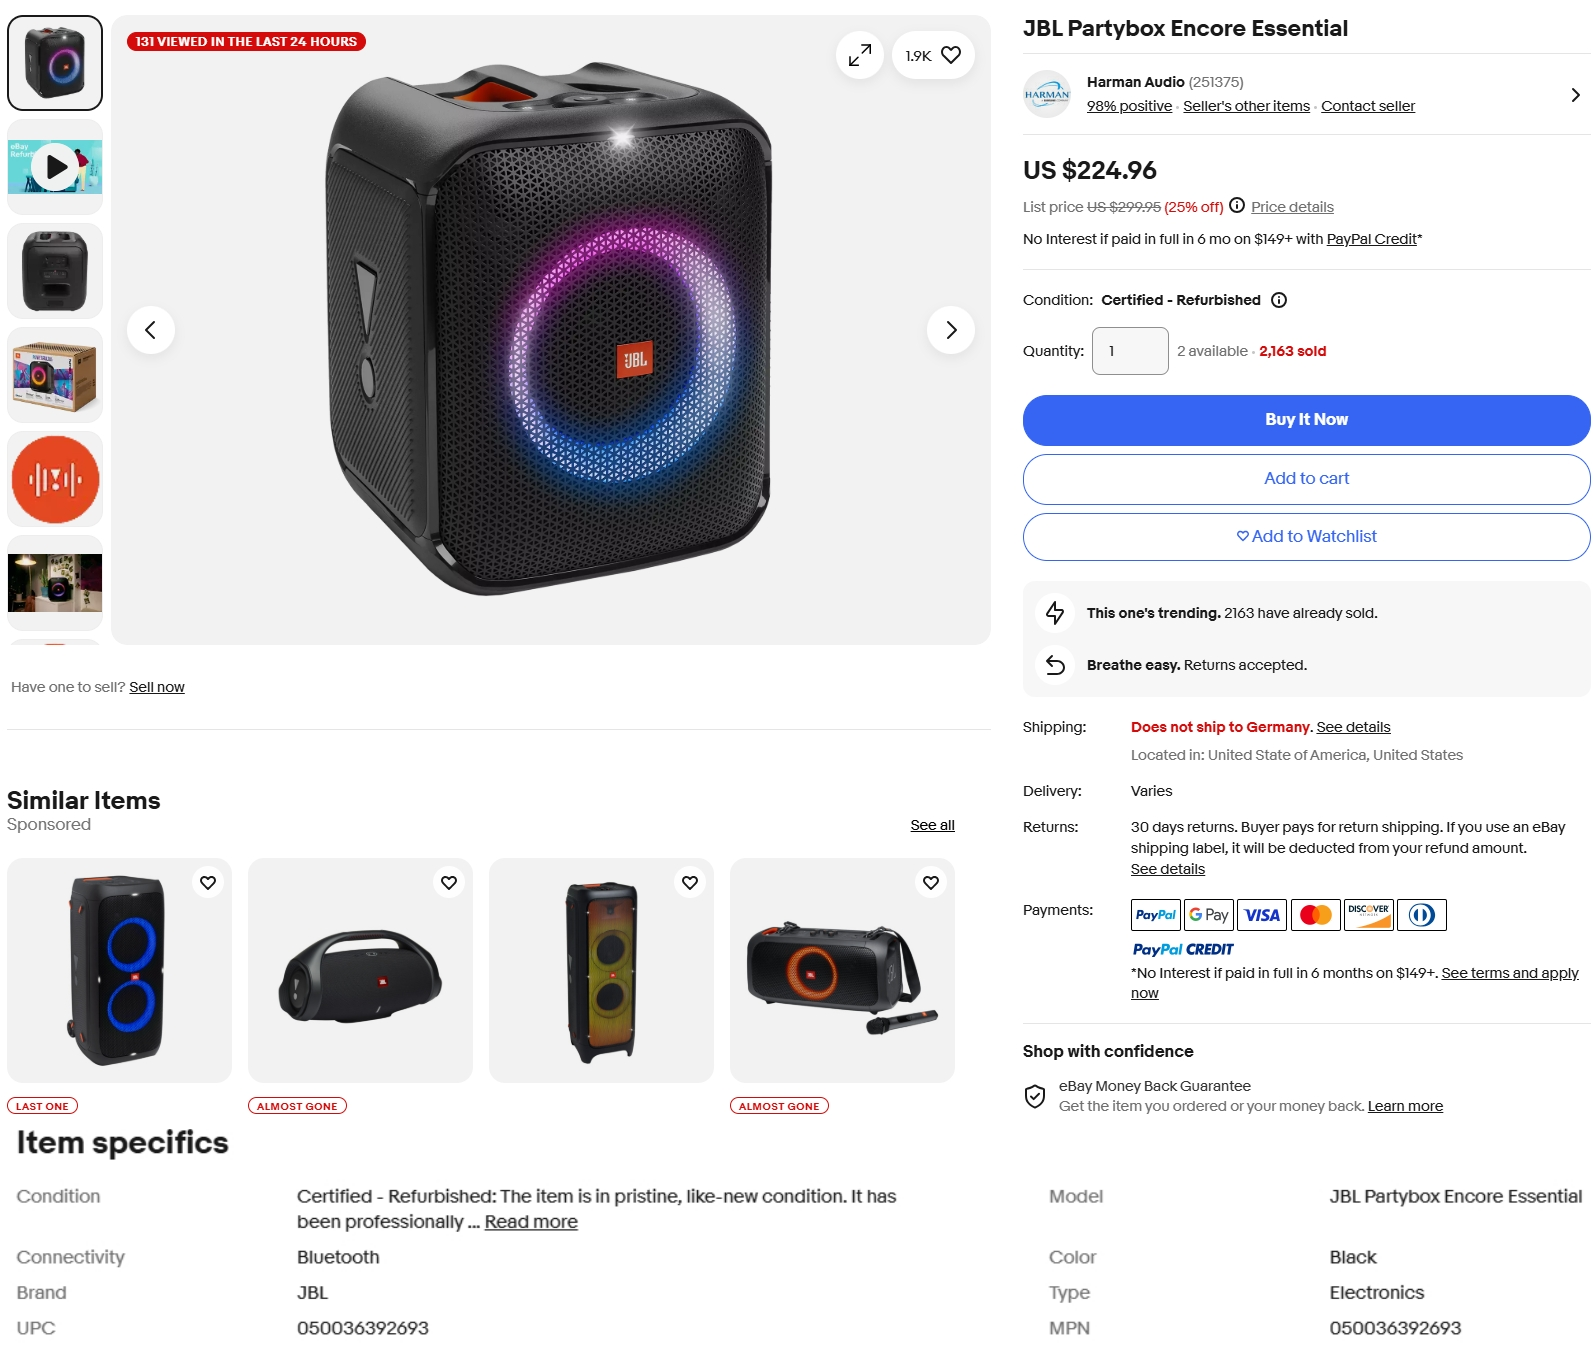 131 VIEWED IN THE LAST 24 HOURS
1.9K
JBL
eBay
HARMAN
Have one to sell? Sell now
Similar Items
Sponsored
See all
LAST ONE
ALMOST GONE
ALMOST GONE
JBL Partybox Encore Essential
Harman Audio (251375)
98% positive · Seller's other items · Contact seller
US $224.96
List price US $299.95 (25% off) Price details
No Interest if paid in full in 6 mo on $149+ with PayPal Credit*
Condition: Certified - Refurbished
Quantity: 1 2 available · 2,163 sold
Buy It Now
Add to cart
Add to Watchlist
This one's trending. 2163 have already sold.
Breathe easy. Returns accepted.
Shipping: Does not ship to Germany. See details
Located in: United State of America, United States
Delivery: Varies
Returns: 30 days returns. Buyer pays for return shipping. If you use an eBay
shipping label, it will be deducted from your refund amount.
See details
Payments: PayPal G Pay VISA DISCOVER
PayPal CREDIT
*No Interest if paid in full in 6 months on $149+. See terms and apply
now
Shop with confidence
eBay Money Back Guarantee
Get the item you ordered or your money back. Learn more
Item specifics
Condition Certified - Refurbished: The item is in pristine, like-new condition. It has
been professionally ... Read more
Model JBL Partybox Encore Essential
Connectivity Bluetooth
Color Black
Brand JBL
Type Electronics
UPC 050036392693
MPN 050036392693